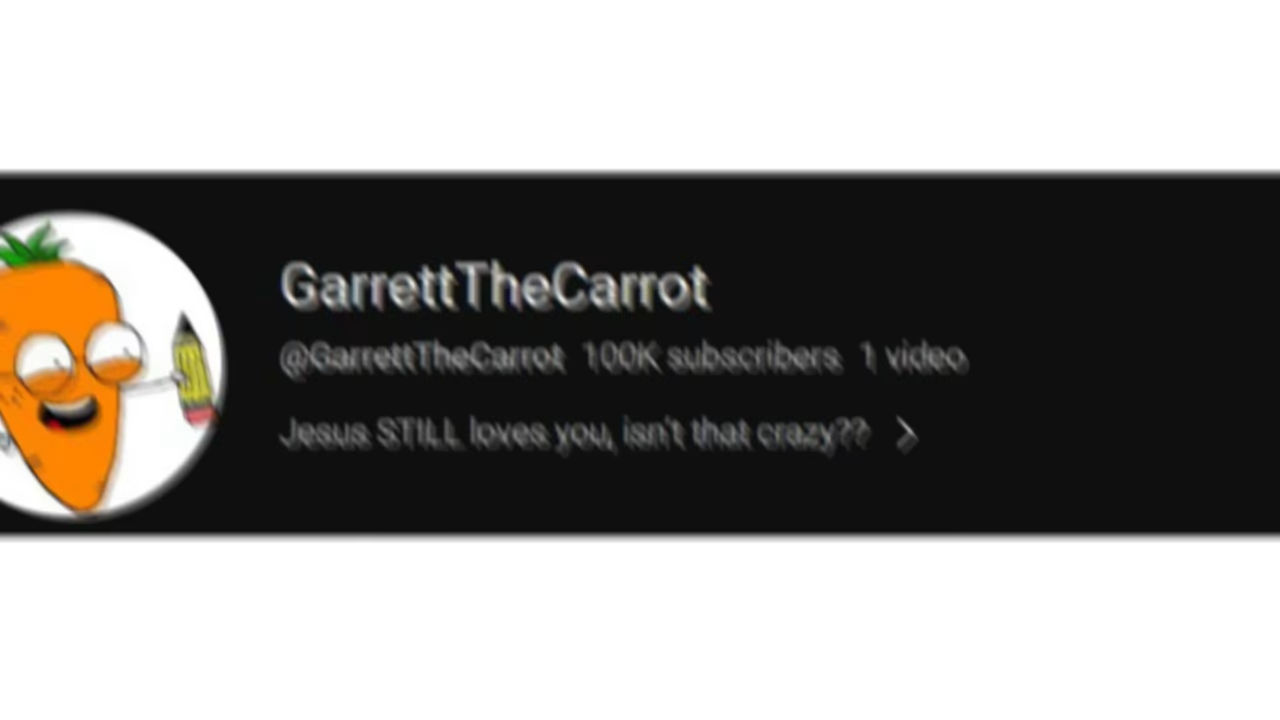 GarrettTheCarrot
@GarrettTheCarrot 100K subscribers 1 video
Jesus STILL loves you, isn't that crazy??